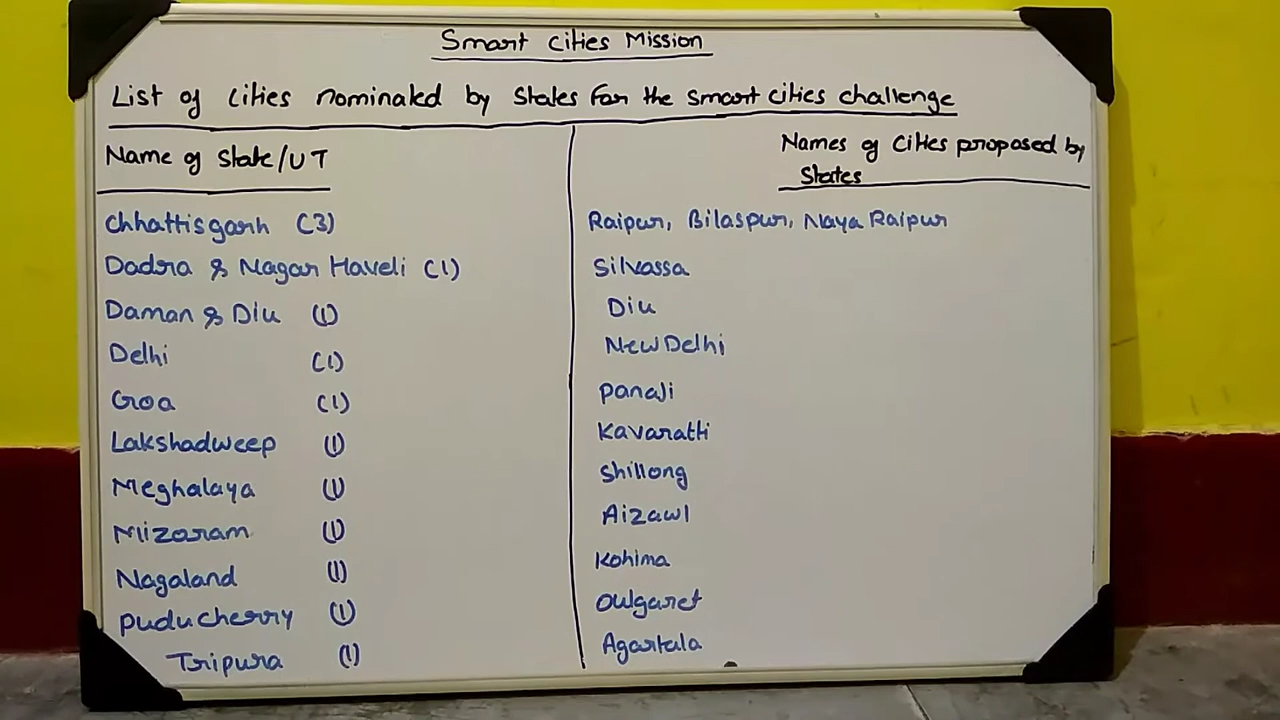 Smart Cities Mission
List of Cities nominated by States For the Smart Cities challenge
Name of State/UT
Names of Cities proposed by
States
Chhattisgarh (3) Raipur, Bilaspur, Naya Raipur
Dadra & Nagar Haveli (1) Silvassa
Daman & Diu (1) Diu
Delhi (1) New Delhi
Goa (1) Panaji
Lakshadweep (1) Kavaratti
Meghalaya (1) Shillong
Mizoram (1) Aizawl
Nagaland (1) Kohima
Puducherry (1) Oulgaret
Tripura (1) Agartala